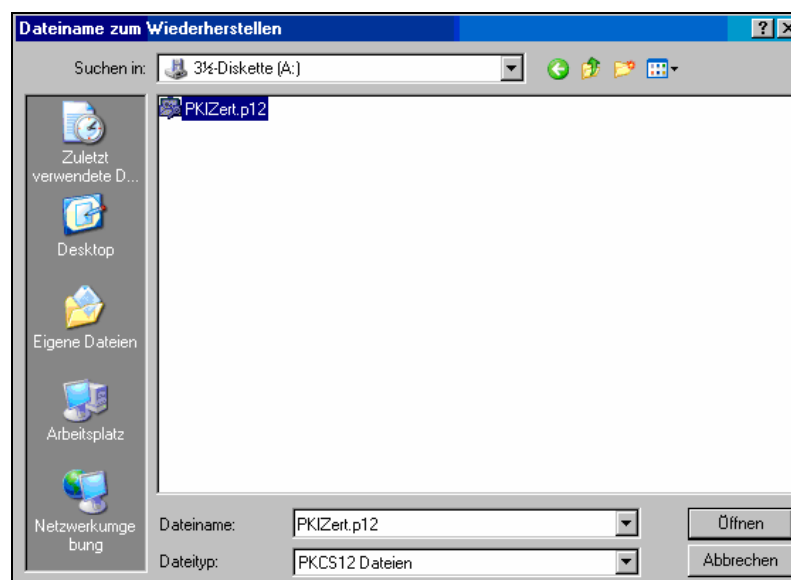 Dateiname zum Wiederherstellen
Suchen in:
3½-Diskette (A:)
PKIZert.p12
Zuletzt
verwendete D...
Desktop
Eigene Dateien
Arbeitsplatz
Netzwerkumge
bung
Dateiname:
PKIZert.p12
Öffnen
Dateityp:
PKCS12 Dateien
Abbrechen